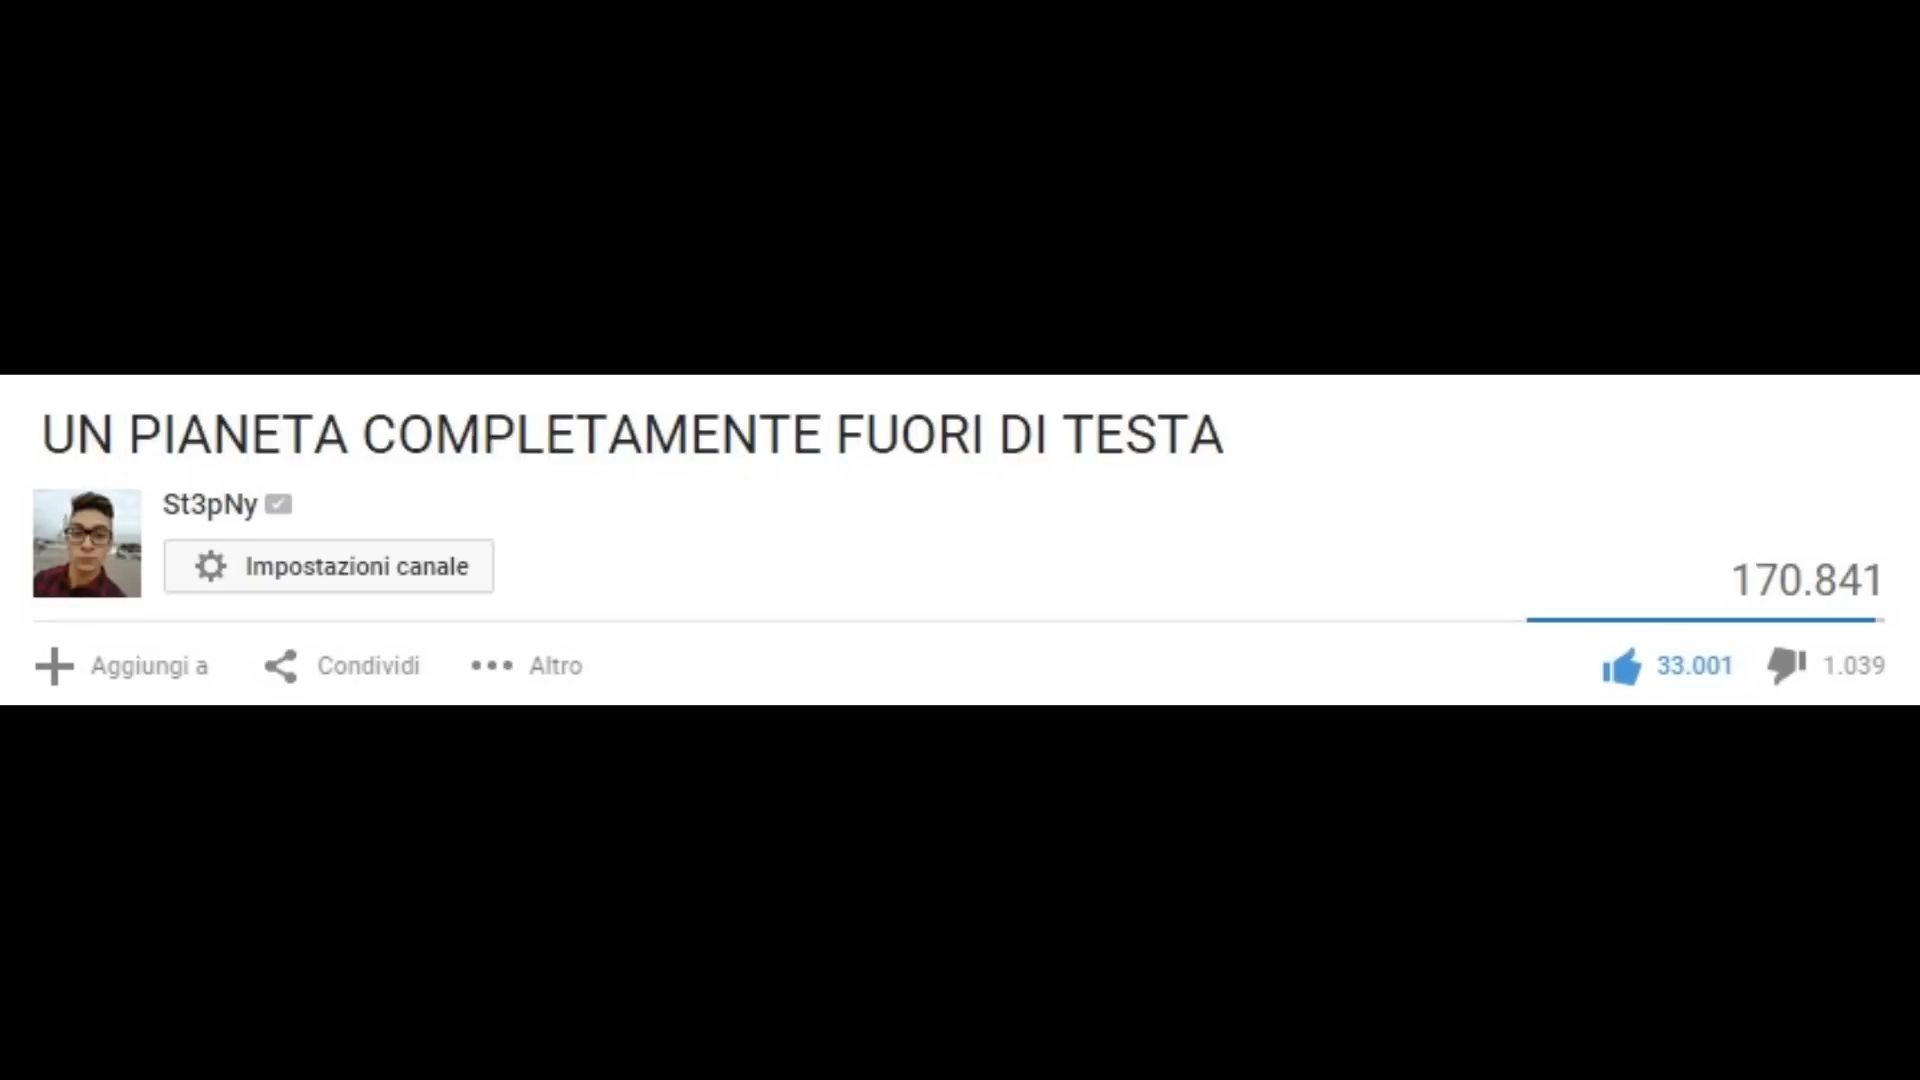 UN PIANETA COMPLETAMENTE FUORI DI TESTA
St3pNy
Impostazioni canale
170.841
Aggiungi a Condividi Altro 33.001 1.039